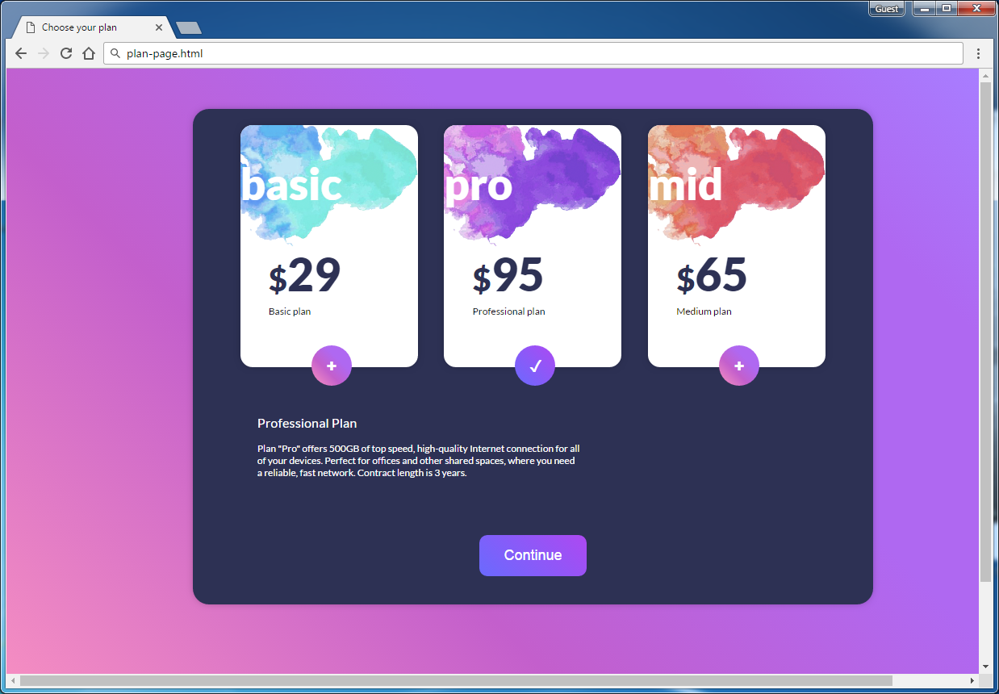 Guest
Choose your plan
plan-page.html
basic
pro
mid
$29
$95
$65
Basic plan
Professional plan
Medium plan
Professional Plan
Plan "Pro" offers 500GB of top speed, high-quality Internet connection for all
of your devices. Perfect for offices and other shared spaces, where you need
a reliable, fast network. Contract length is 3 years.
Continue